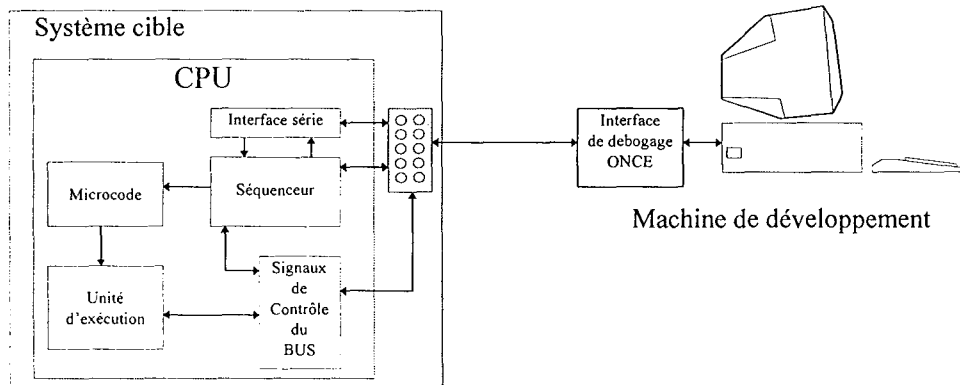 Système cible
CPU
Interface série
Séquenceur
Microcode
Unité
d'exécution
Signaux
de
Contrôle
du
BUS
Interface
de debogage
ONCE
Machine de développement